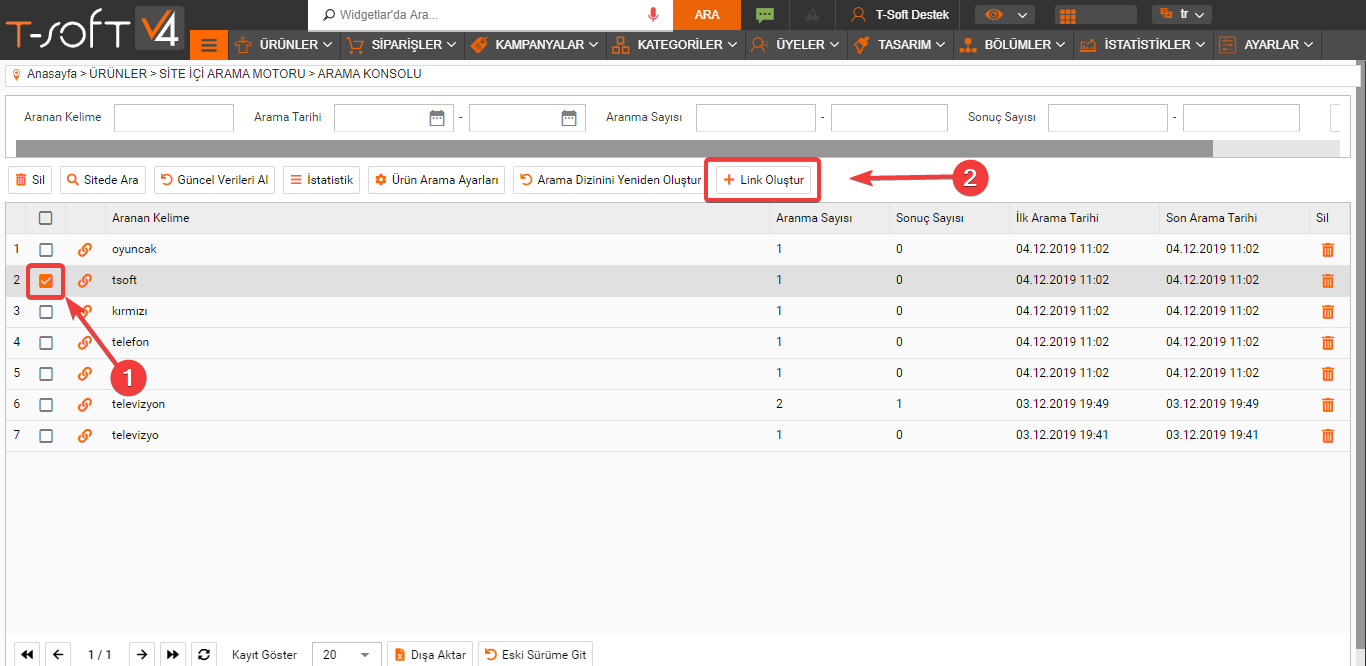 T-SOFT V4
Widgetlar'da Ara...
ARA
T-Soft Destek
tr
ÜRÜNLER
SİPARİŞLER
KAMPANYALAR
KATEGORİLER
ÜYELER
TASARIM
BÖLÜMLER
İSTATİSTİKLER
AYARLAR
Anasayfa > ÜRÜNLER > SİTE İÇİ ARAMA MOTORU > ARAMA KONSOLU
Aranan Kelime
Arama Tarihi
-
Aranma Sayısı
-
Sonuç Sayısı
-
Sil
Sitede Ara
Güncel Verileri Al
İstatistik
Ürün Arama Ayarları
Arama Dizinini Yeniden Oluştur
Link Oluştur
2
Aranan Kelime Aranma Sayısı Sonuç Sayısı İlk Arama Tarihi Son Arama Tarihi Sil
1 oyuncak 1 0 04.12.2019 11:02 04.12.2019 11:02
2 tsoft 1 0 04.12.2019 11:02 04.12.2019 11:02
3 kırmızı 1 0 04.12.2019 11:02 04.12.2019 11:02
4 telefon 1 0 04.12.2019 11:02 04.12.2019 11:02
5 1 0 04.12.2019 11:02 04.12.2019 11:02
1
6 televizyon 2 1 03.12.2019 19:49 03.12.2019 19:49
7 televizyo 1 0 03.12.2019 19:41 03.12.2019 19:41
1 / 1
Kayıt Göster
20
Dışa Aktar
Eski Sürüme Git